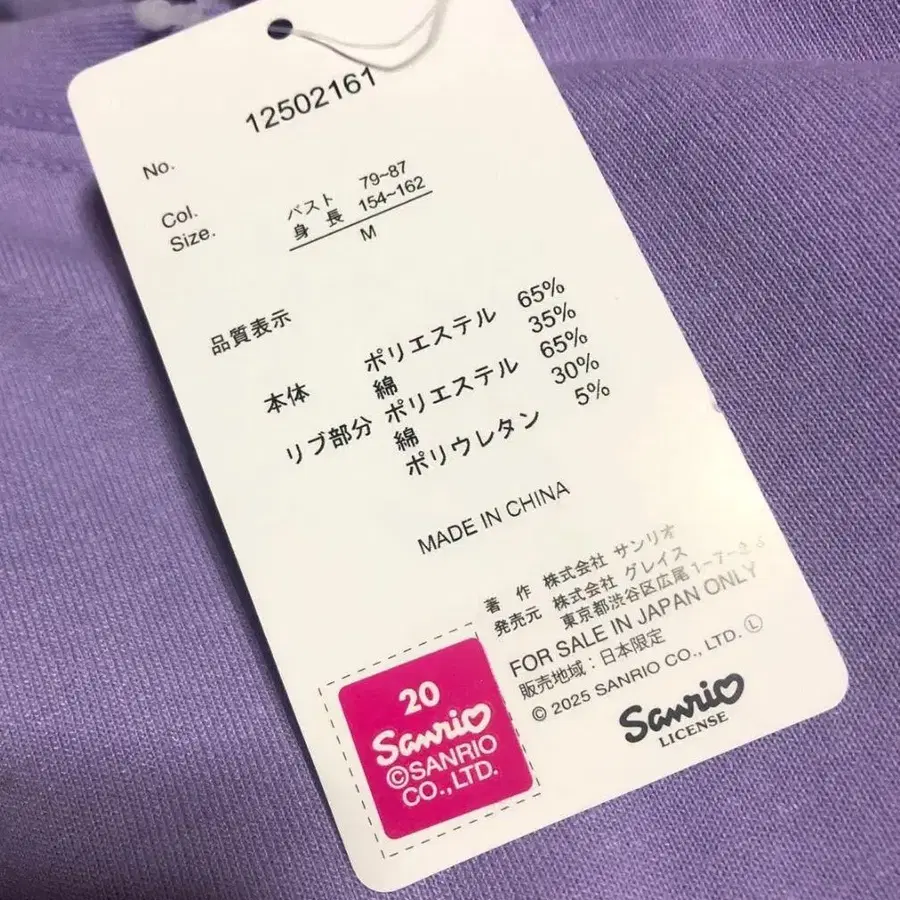 No. 12502161
Col.
Size. バスト 79~87
身長 154~162
M
品質表示
本体 ポリエステル 65%
綿 35%
リブ部分 ポリエステル 65%
綿 30%
ポリウレタン 5%
MADE IN CHINA
著作 株式会社 サンリオ
発売元 株式会社 グレイス
東京都渋谷区広尾1-7-
FOR SALE IN JAPAN ONLY
販売地域：日本限定
© 2025 SANRIO CO., LTD. Ⓛ
Sanrio
LICENSE
20
Sanrio
©SANRIO
CO.,LTD.